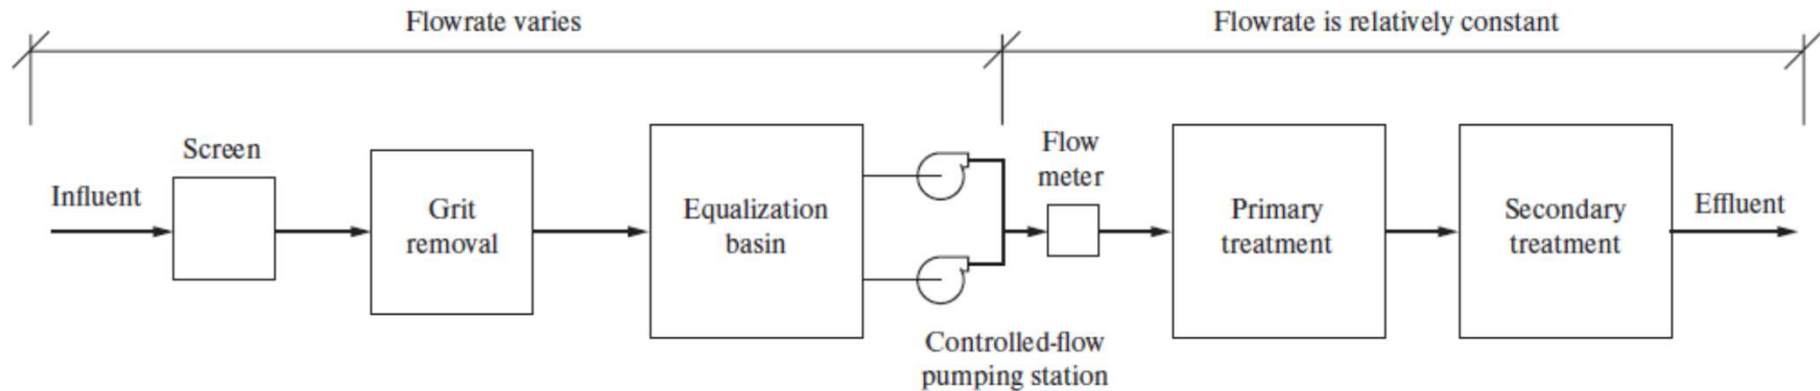 Flowrate varies
Flowrate is relatively constant
Influent
Screen
Grit
removal
Equalization
basin
Controlled-flow
pumping station
Flow
meter
Primary
treatment
Secondary
treatment
Effluent